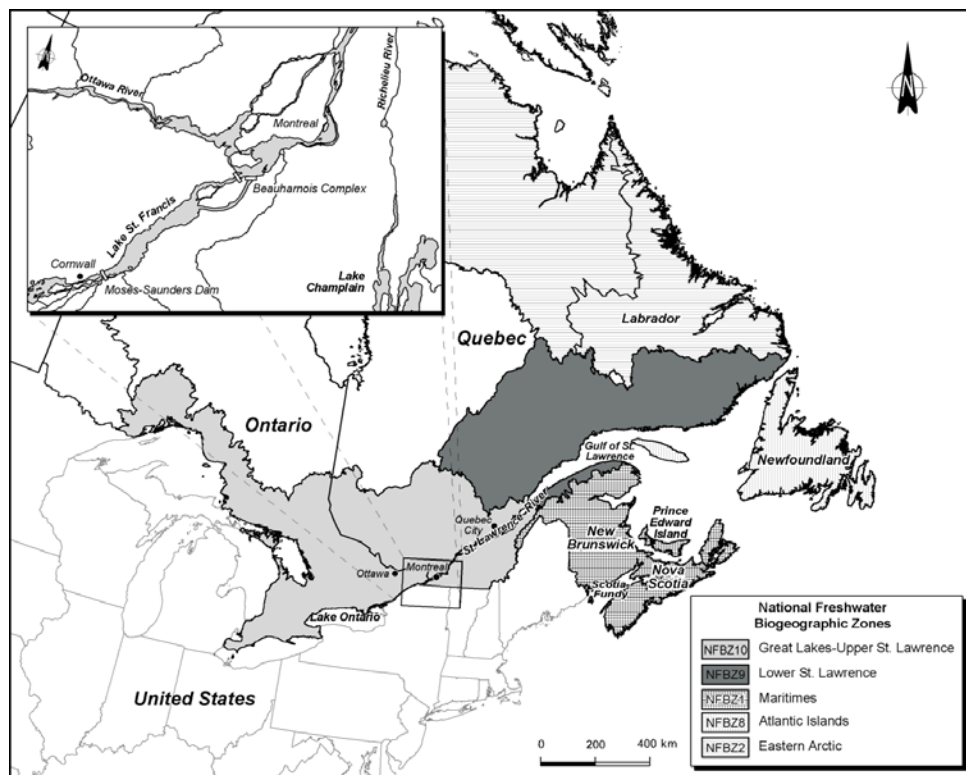 Ottawa River
Montreal
Richelieu River
Beauharnois Complex
Lake St. Francis
Cornwall
Moses-Saunders Dam
Lake
Champlain
N
Labrador
Quebec
Ontario
Gulf of St.
Lawrence
Newfoundland
St. Lawrence River
Quebec
City
Prince
Edward
Island
New
Brunswick
Nova
Scotia
Scotia
Fundy
Ottawa
Montreal
Lake Ontario
United States
0 200 400 km
National Freshwater
Biogeographic Zones
NFBZ10 Great Lakes-Upper St. Lawrence
NFBZ9 Lower St. Lawrence
NFBZ1 Maritimes
NFBZ8 Atlantic Islands
NFBZ2 Eastern Arctic